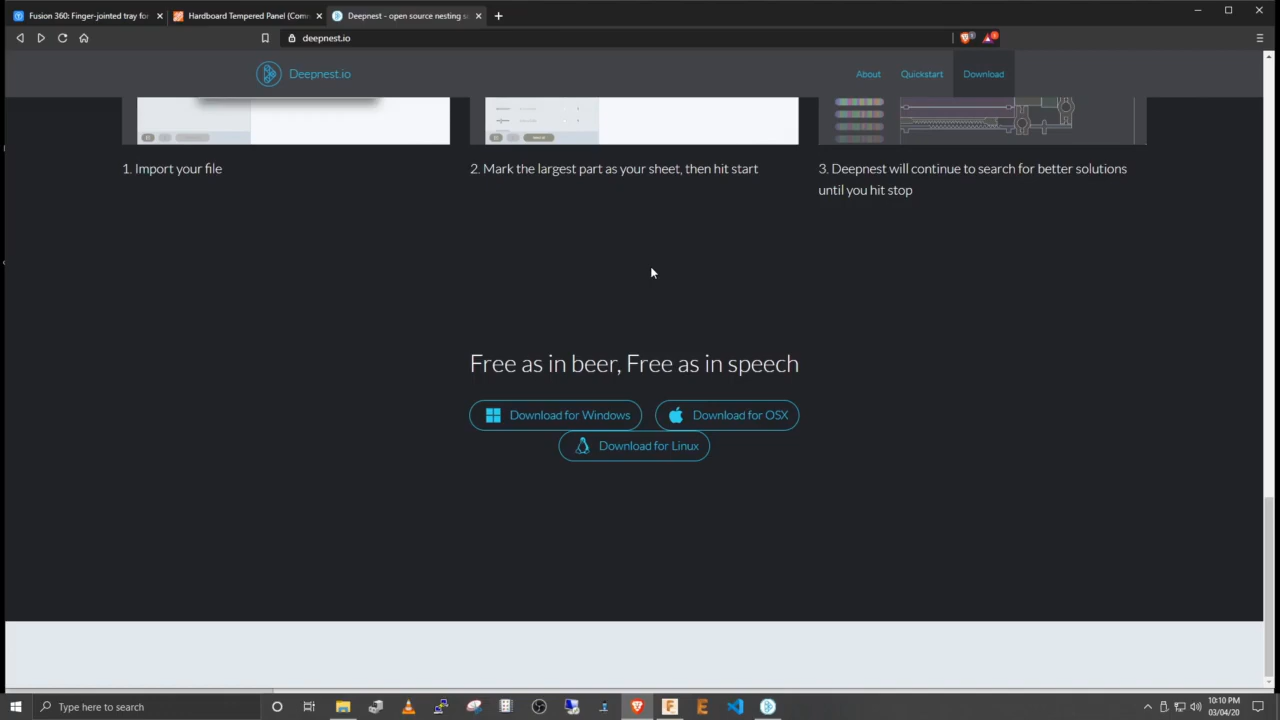 Fusion 360: Finger-jointed tray for
Hardboard Tempered Panel (Comm
Deepnest - open source nesting s
deepnest.io
Deepnest.io
About
Quickstart
Download
1. Import your file
2. Mark the largest part as your sheet, then hit start
3. Deepnest will continue to search for better solutions
until you hit stop
Free as in beer, Free as in speech
Download for Windows
Download for OSX
Download for Linux
Type here to search
10:10 PM
03/04/20